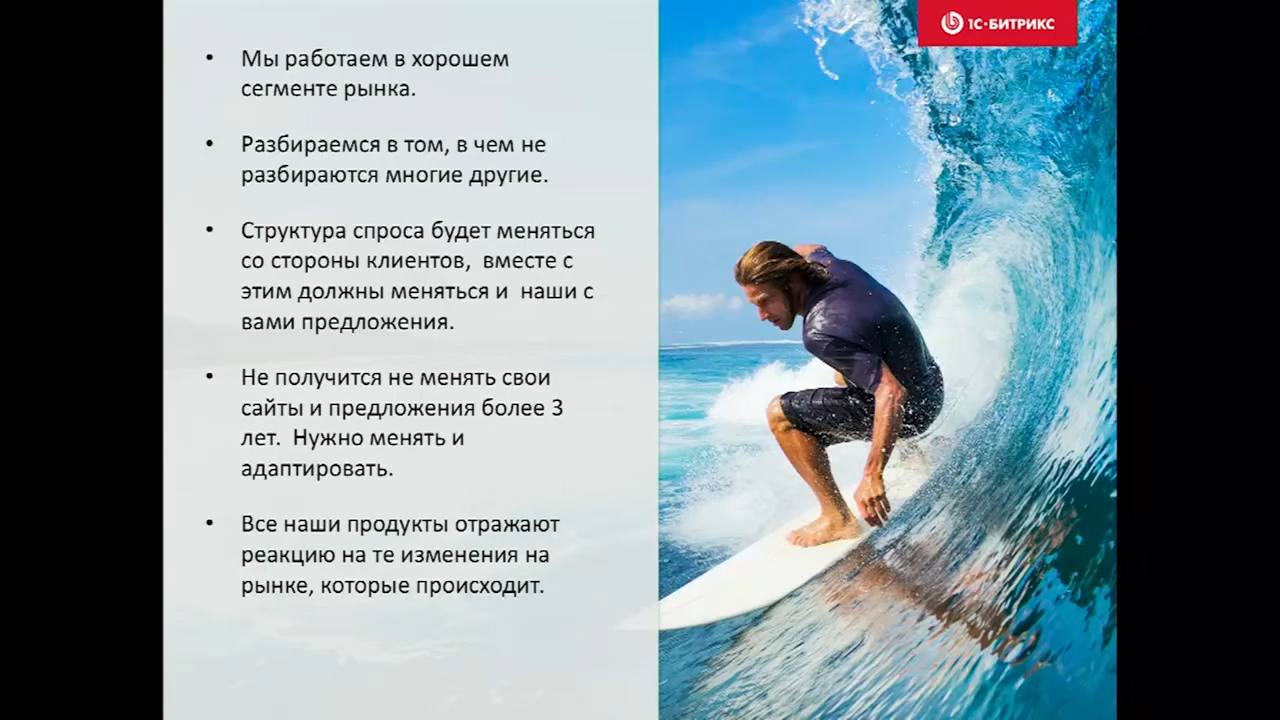 1С·БИТРИКС
• Мы работаем в хорошем
сегменте рынка.
• Разбираемся в том, в чем не
разбираются многие другие.
• Структура спроса будет меняться
со стороны клиентов, вместе с
этим должны меняться и наши с
вами предложения.
• Не получится не менять свои
сайты и предложения более 3
лет. Нужно менять и
адаптировать.
• Все наши продукты отражают
реакцию на те изменения на
рынке, которые происходит.